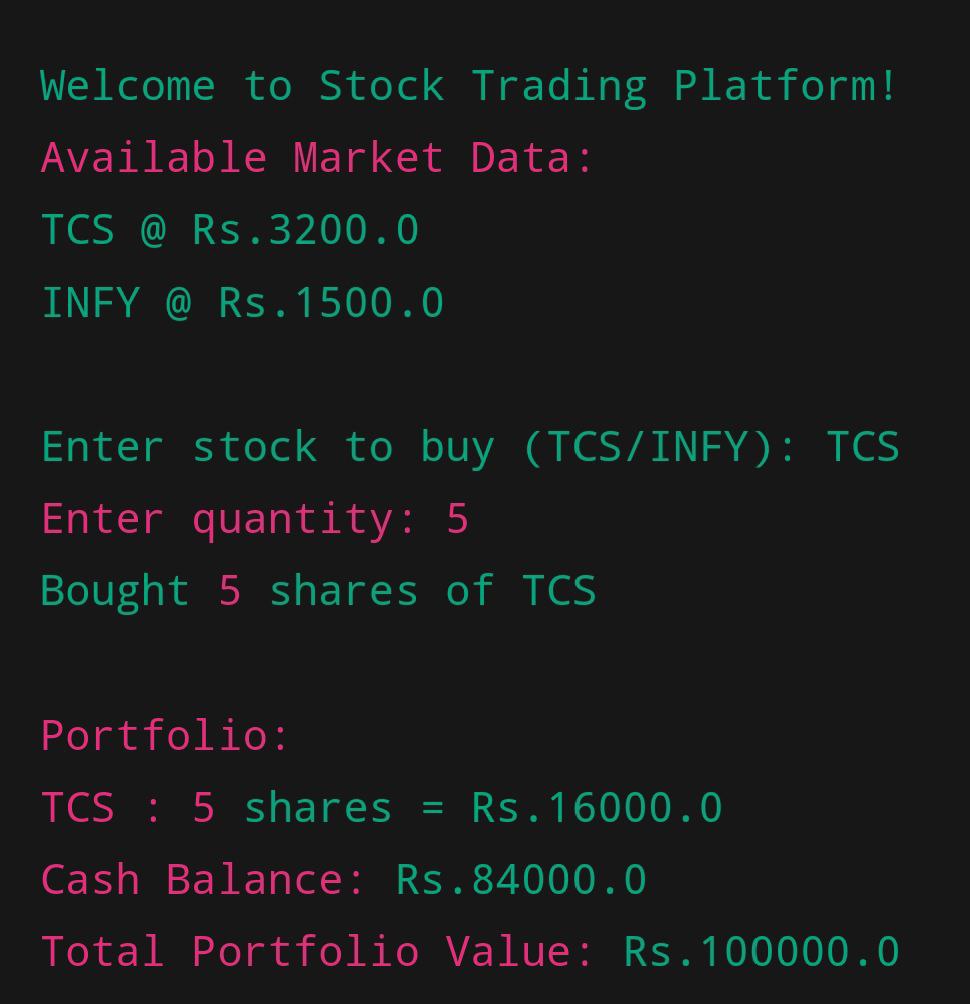 Welcome to Stock Trading Platform!
Available Market Data:
TCS @ Rs.3200.0
INFY @ Rs.1500.0
Enter stock to buy (TCS/INFY): TCS
Enter quantity: 5
Bought 5 shares of TCS
Portfolio:
TCS : 5 shares = Rs.16000.0
Cash Balance: Rs.84000.0
Total Portfolio Value: Rs.100000.0